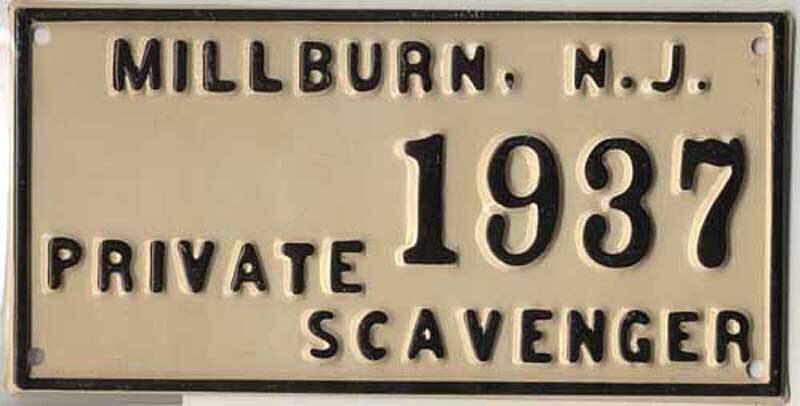 MILLBURN, N.J.
1937
PRIVATE
SCAVENGER